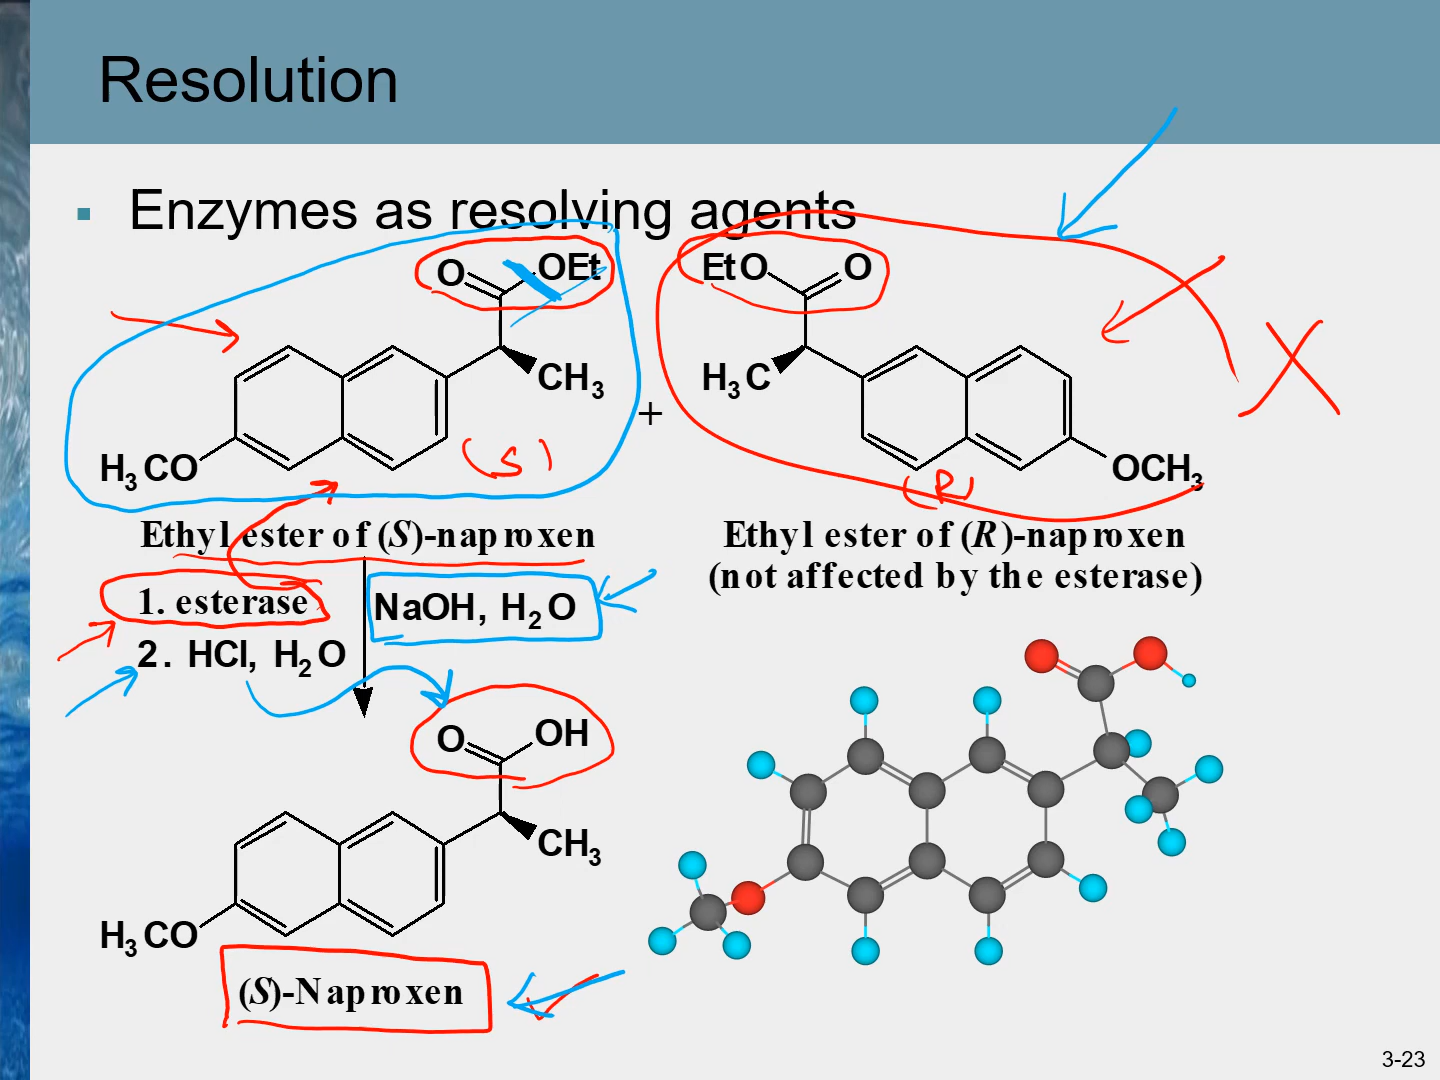 Resolution
▪ Enzymes as resolving agents
O OEt
CH3
H3CO
(S)
+
EtO O
H3C
OCH3
(R)
Ethyl ester of (S)-naproxen
Ethyl ester of (R)-naproxen
(not affected by the esterase)
1. esterase
2. HCl, H2O
NaOH, H2O
O OH
CH3
H3CO
(S)-Naproxen
3-23